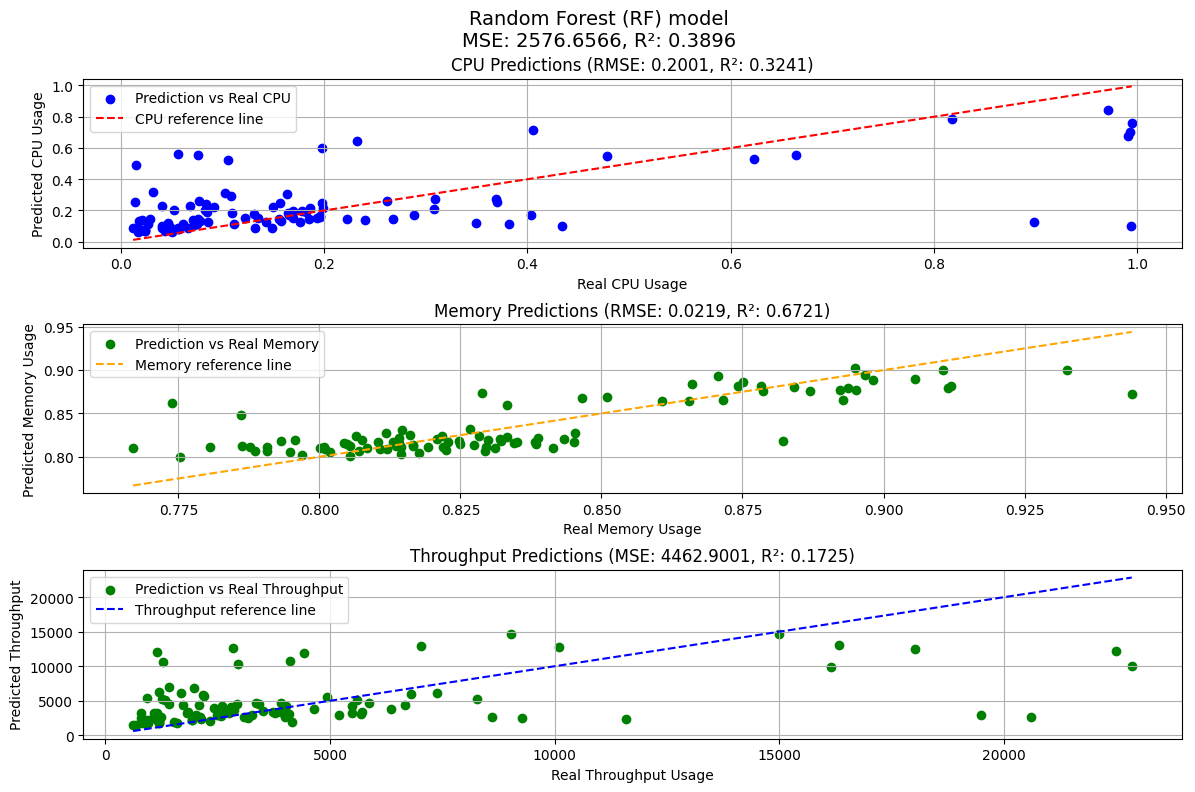 Random Forest (RF) model
MSE: 2576.6566, R²: 0.3896
CPU Predictions (RMSE: 0.2001, R²: 0.3241)
Predicted CPU Usage
1.0
0.8
0.6
0.4
0.2
0.0
Prediction vs Real CPU
CPU reference line
0.0 0.2 0.4 0.6 0.8 1.0
Real CPU Usage
Memory Predictions (RMSE: 0.0219, R²: 0.6721)
Predicted Memory Usage
0.95
0.90
0.85
0.80
Prediction vs Real Memory
Memory reference line
0.775 0.800 0.825 0.850 0.875 0.900 0.925 0.950
Real Memory Usage
Throughput Predictions (MSE: 4462.9001, R²: 0.1725)
Predicted Throughput
20000
15000
10000
5000
0
Prediction vs Real Throughput
Throughput reference line
0 5000 10000 15000 20000
Real Throughput Usage